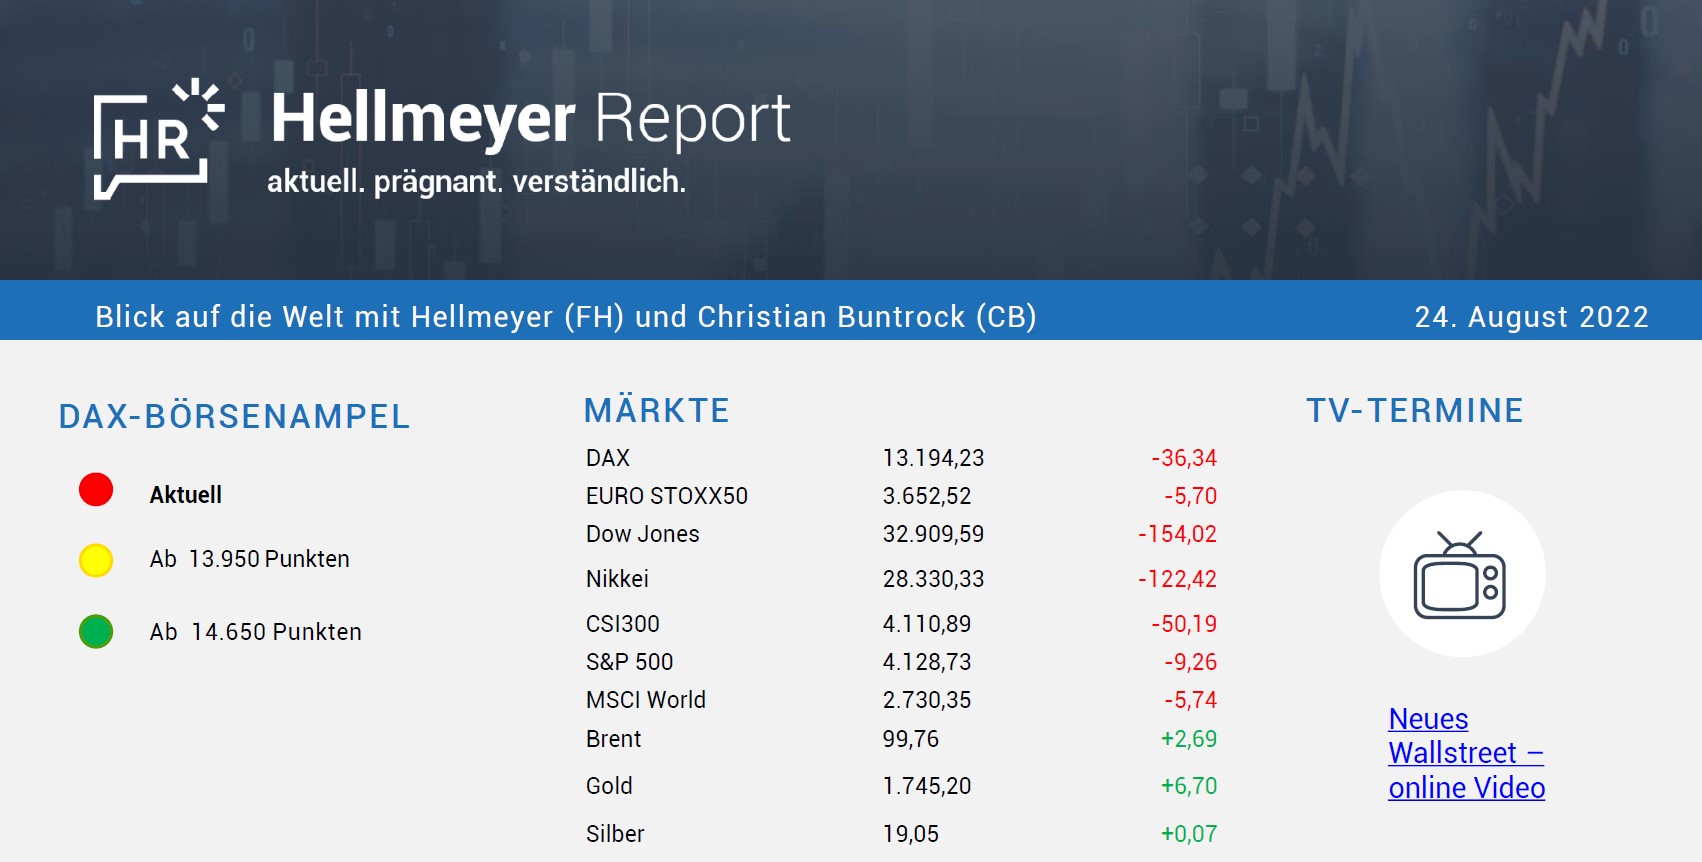 HR
Hellmeyer Report
aktuell. prägnant. verständlich.
Blick auf die Welt mit Hellmeyer (FH) und Christian Buntrock (CB) 24. August 2022
DAX-BÖRSENAMPEL
Aktuell
Ab 13.950 Punkten
Ab 14.650 Punkten
MÄRKTE
DAX 13.194,23 -36,34
EURO STOXX50 3.652,52 -5,70
Dow Jones 32.909,59 -154,02
Nikkei 28.330,33 -122,42
CSI300 4.110,89 -50,19
S&P 500 4.128,73 -9,26
MSCI World 2.730,35 -5,74
Brent 99,76 +2,69
Gold 1.745,20 +6,70
Silber 19,05 +0,07
TV-TERMINE
Neues
Wallstreet –
online Video